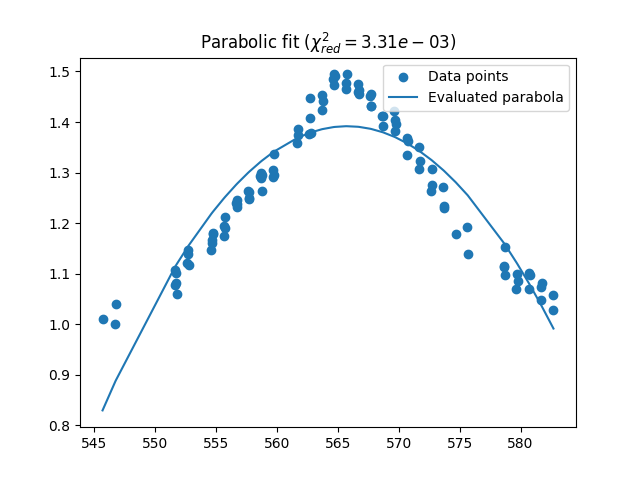 Parabolic fit (χ²_red = 3.31e − 03)
Data points
Evaluated parabola
1.5
1.4
1.3
1.2
1.1
1.0
0.9
0.8
545 550 555 560 565 570 575 580